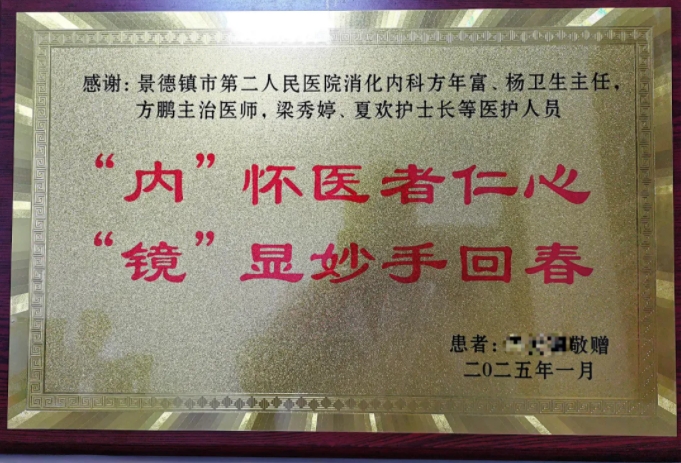 感谢：景德镇市第二人民医院消化内科方年富、杨卫生主任，
方鹏主治医师，梁秀婷、夏欢护士长等医护人员
“内”怀医者仁心
“镜”显妙手回春
患者：敬赠
二〇二五年一月